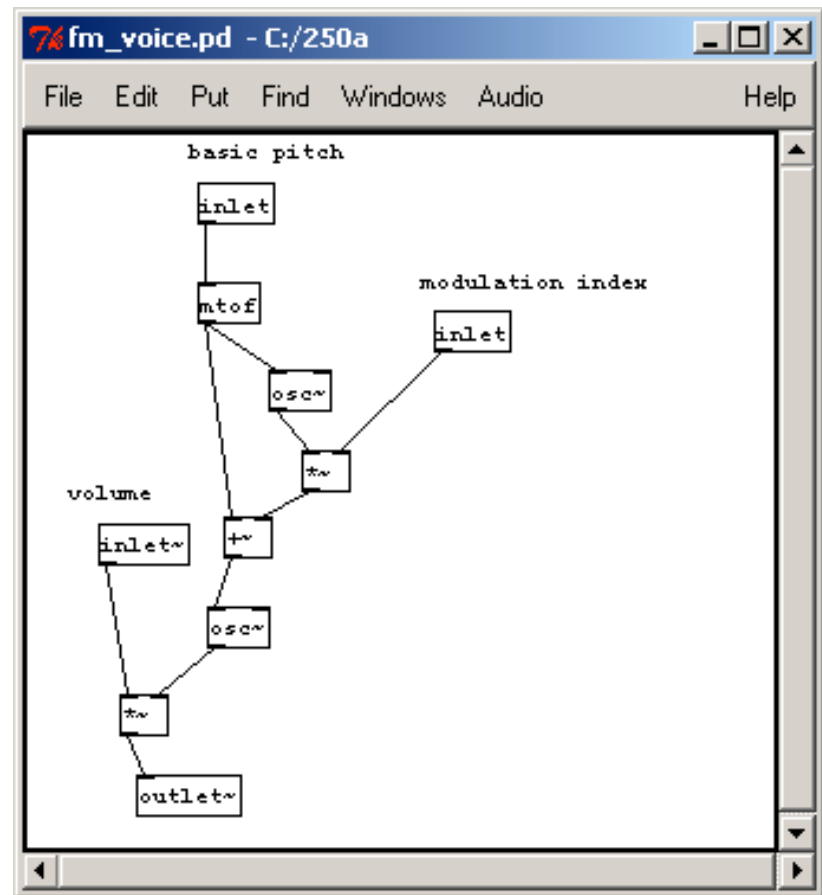 fm_voice.pd - C:/250a
File Edit Put Find Windows Audio Help
basic pitch
inlet
mtof
modulation index
inlet
osc~
*~
volume
inlet~
+~
osc~
*~
outlet~